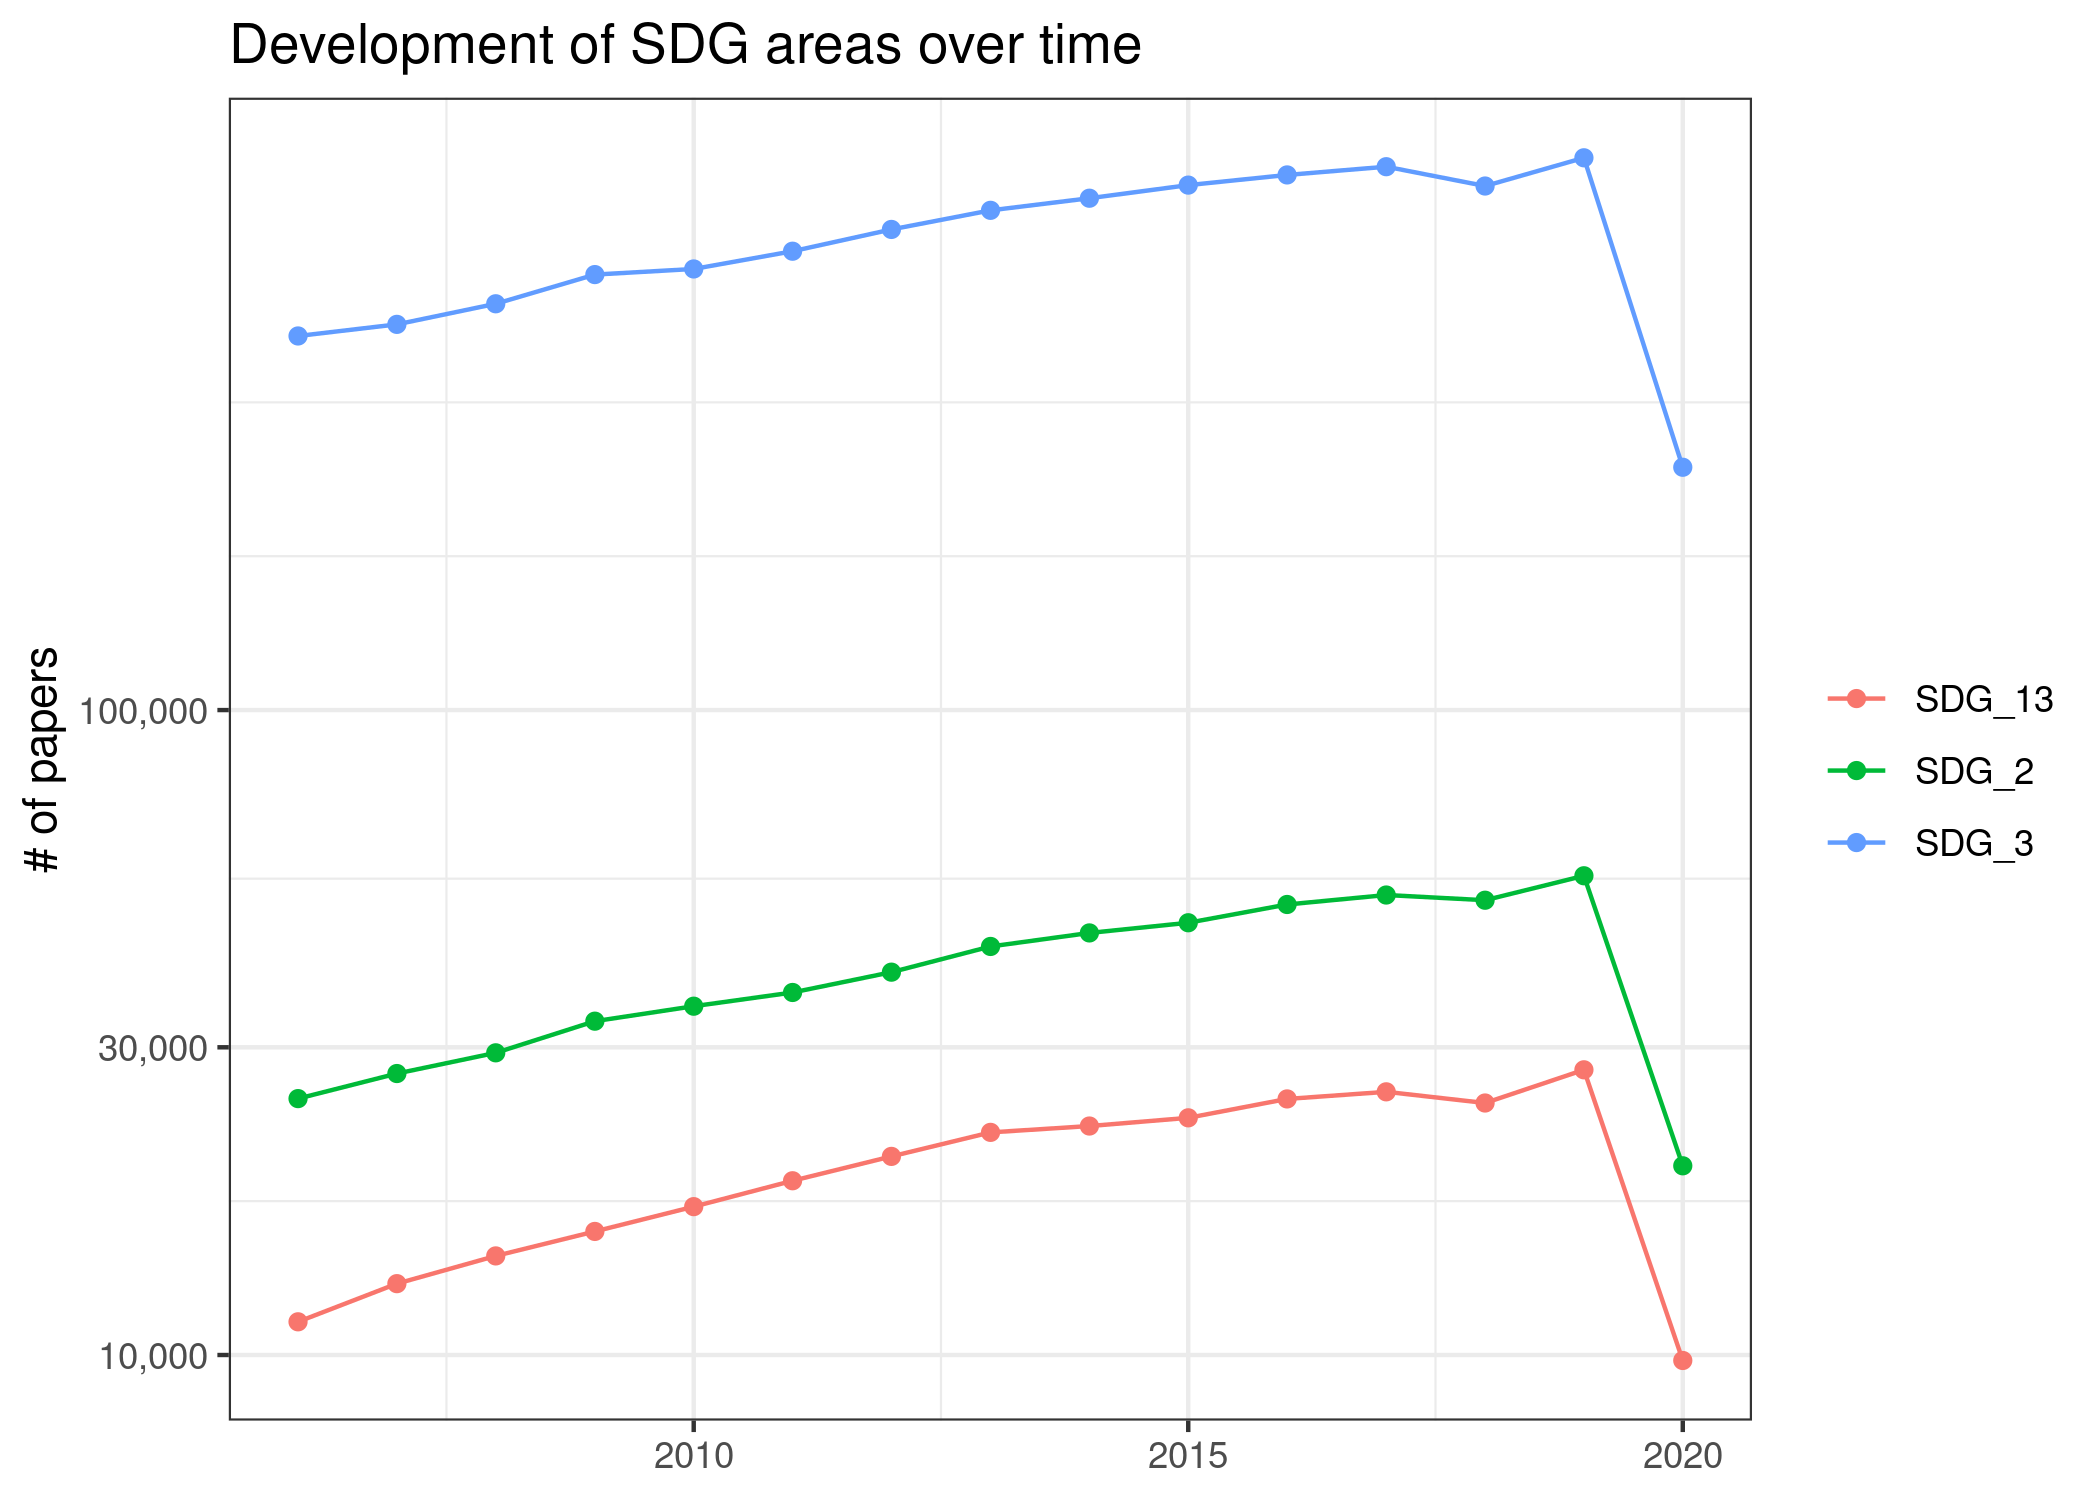 Development of SDG areas over time
# of papers
100,000
30,000
10,000
2010
2015
2020
SDG_13
SDG_2
SDG_3